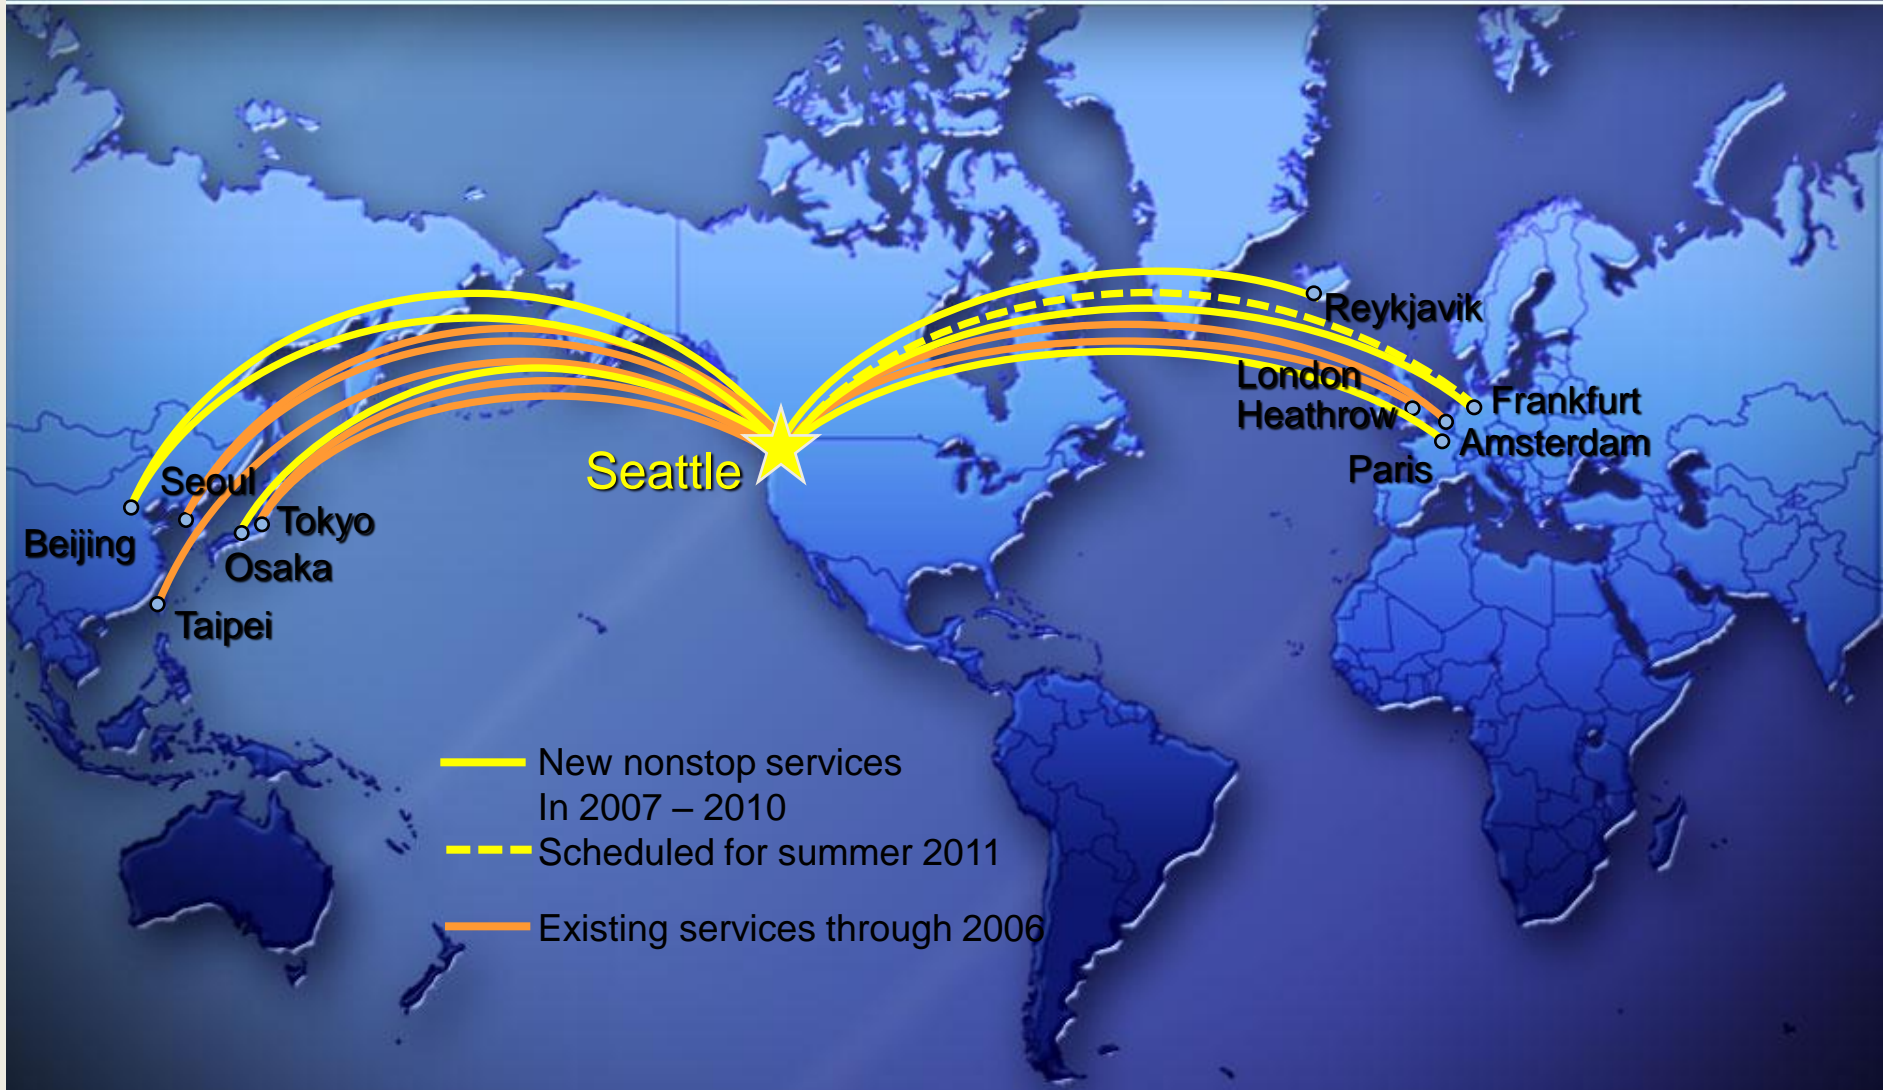 Reykjavik
London
Heathrow
Frankfurt
Amsterdam
Paris
Seattle
Seoul
Beijing
Tokyo
Osaka
Taipei
New nonstop services
In 2007 – 2010
Scheduled for summer 2011
Existing services through 2006